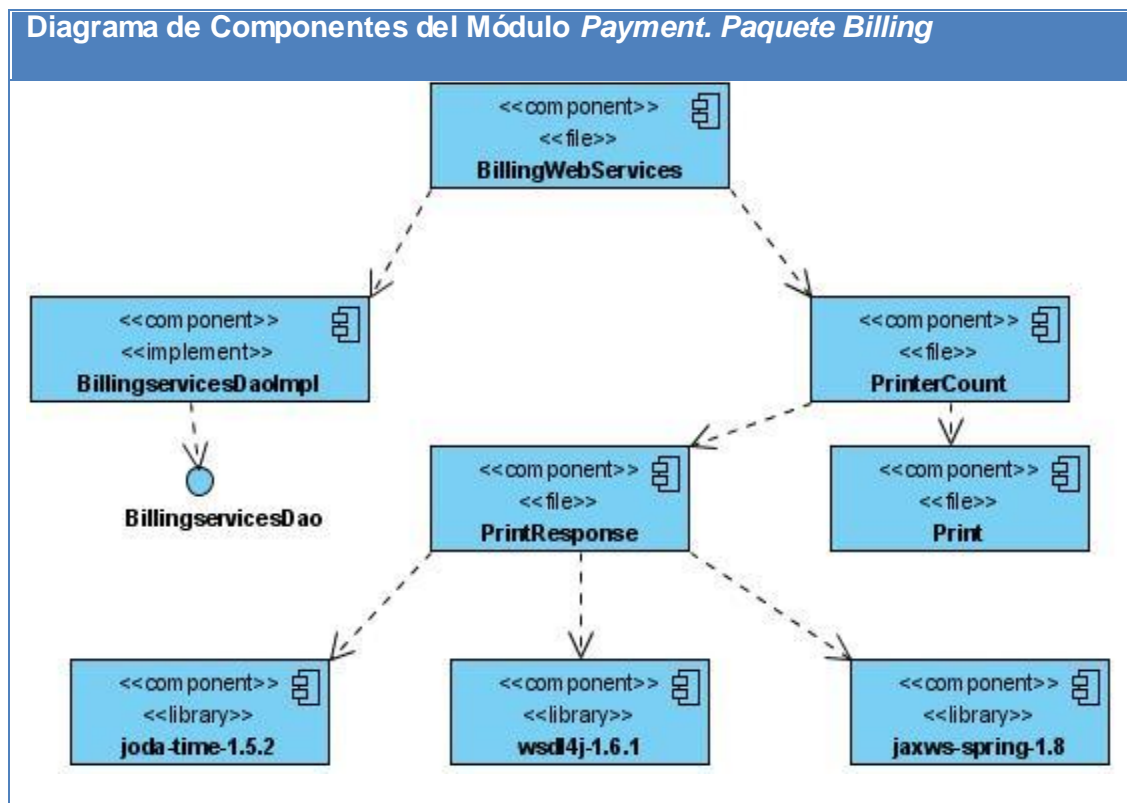 Diagrama de Componentes del Módulo Payment. Paquete Billing
<<component>>
<<file>>
BillingWebServices
<<component>>
<<implement>>
BillingservicesDaoImpl
<<component>>
<<file>>
PrinterCount
BillingservicesDao
<<component>>
<<file>>
PrintResponse
<<component>>
<<file>>
Print
<<component>>
<<library>>
joda-time-1.5.2
<<component>>
<<library>>
wsdl4j-1.6.1
<<component>>
<<library>>
jaxws-spring-1.8